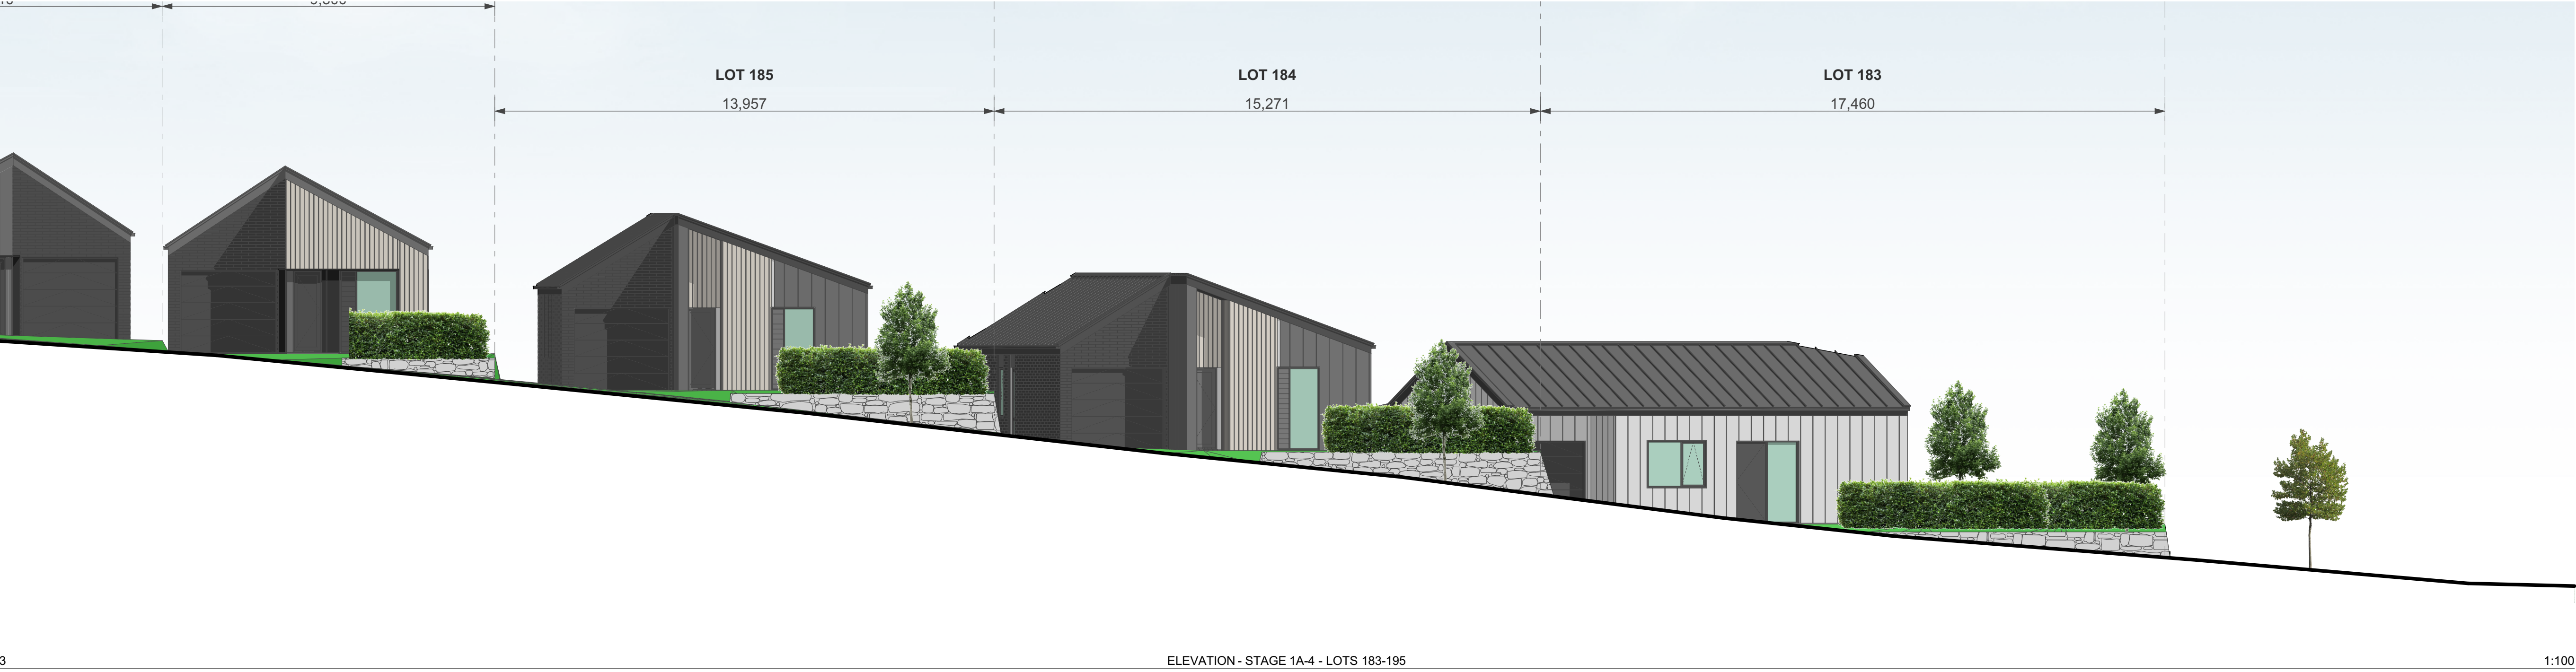 LOT 185
LOT 184
LOT 183
13,957
15,271
17,460
3
ELEVATION - STAGE 1A-4 - LOTS 183-195
1:100